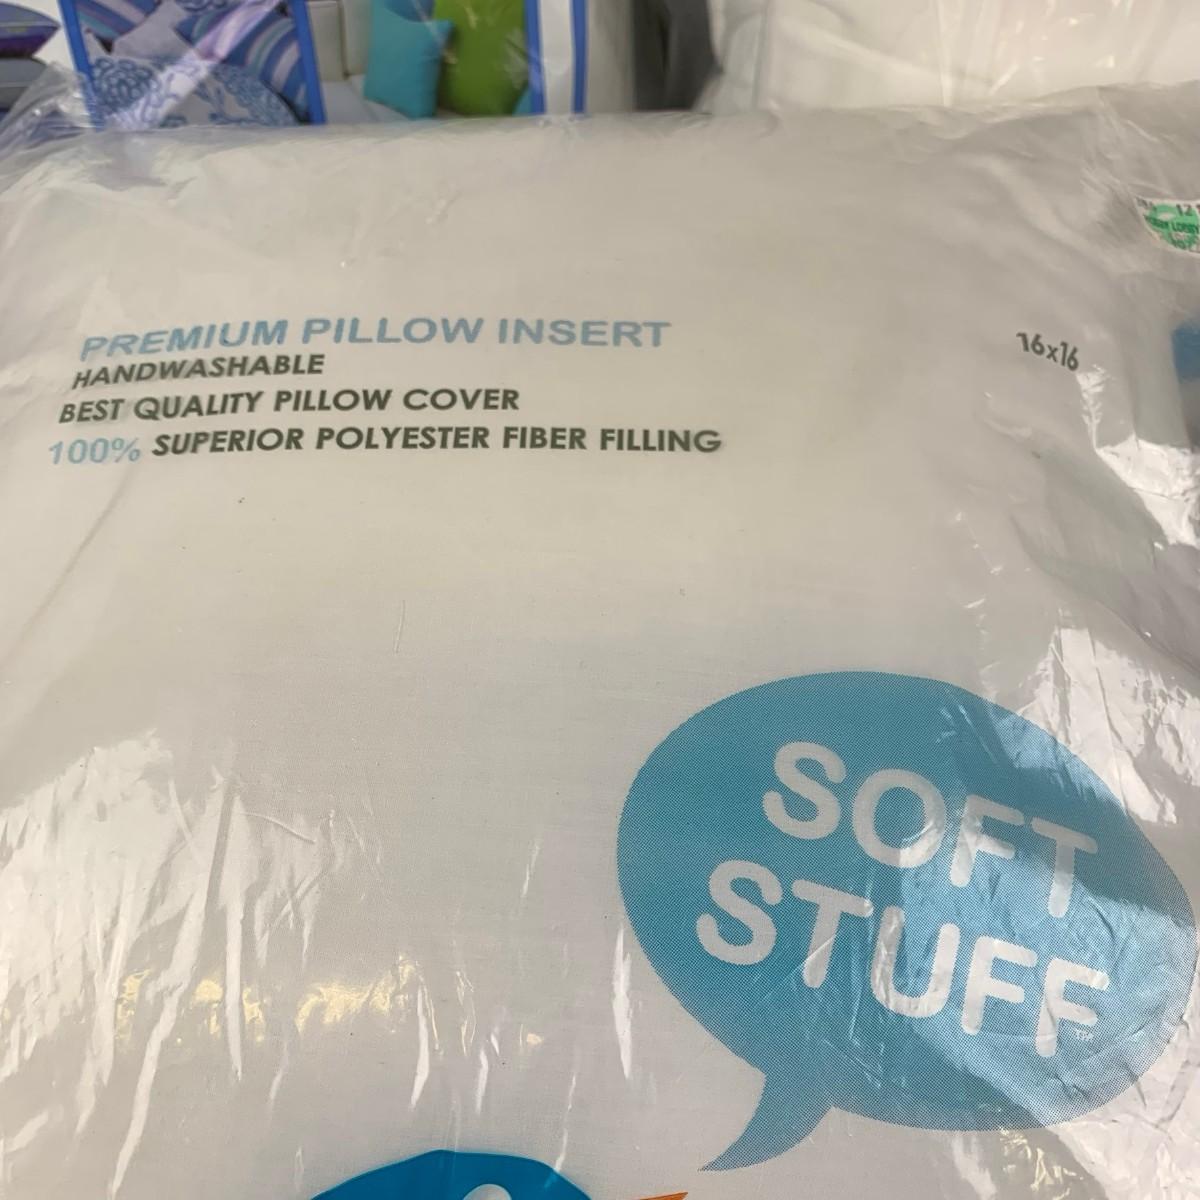 PREMIUM PILLOW INSERT
HANDWASHABLE
BEST QUALITY PILLOW COVER
100% SUPERIOR POLYESTER FIBER FILLING
16x16
SOFT
STUFF